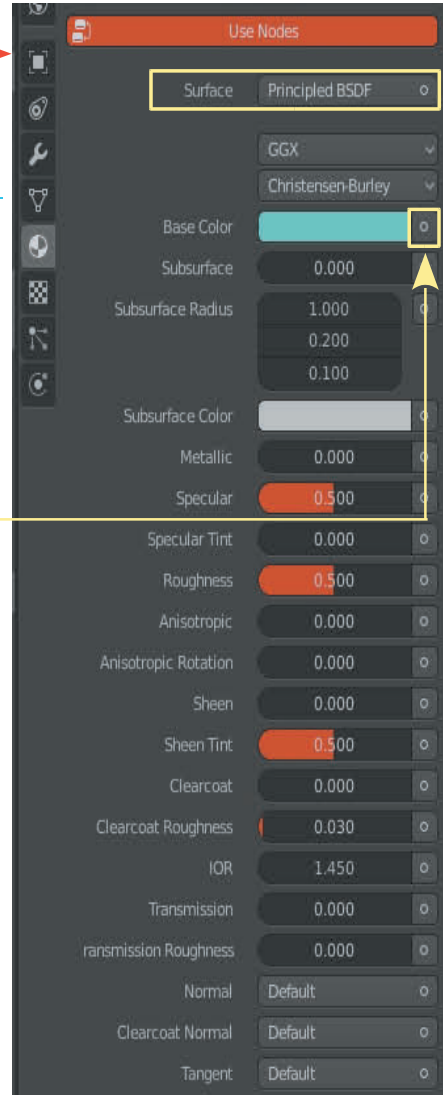 Use Nodes
Surface Principled BSDF
GGX
Christensen-Burley
Base Color
Subsurface 0.000
Subsurface Radius 1.000
0.200
0.100
Subsurface Color
Metallic 0.000
Specular 0.500
Specular Tint 0.000
Roughness 0.500
Anisotropic 0.000
Anisotropic Rotation 0.000
Sheen 0.000
Sheen Tint 0.500
Clearcoat 0.000
Clearcoat Roughness 0.030
IOR 1.450
Transmission 0.000
ransmission Roughness 0.000
Normal Default
Clearcoat Normal Default
Tangent Default